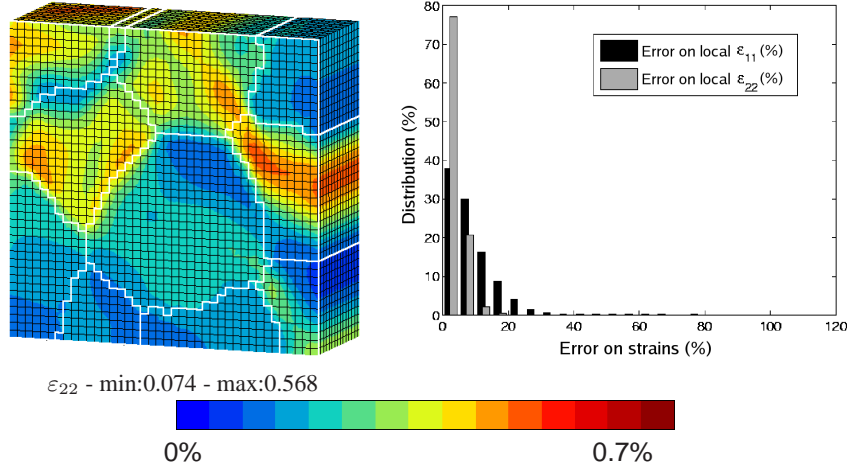 ε22 - min:0.074 - max:0.568
0% 0.7%
80
70
60
50
40
30
20
10
0
Distribution (%)
Error on local ε11 (%)
Error on local ε22 (%)
0 20 40 60 80 100 120
Error on strains (%)